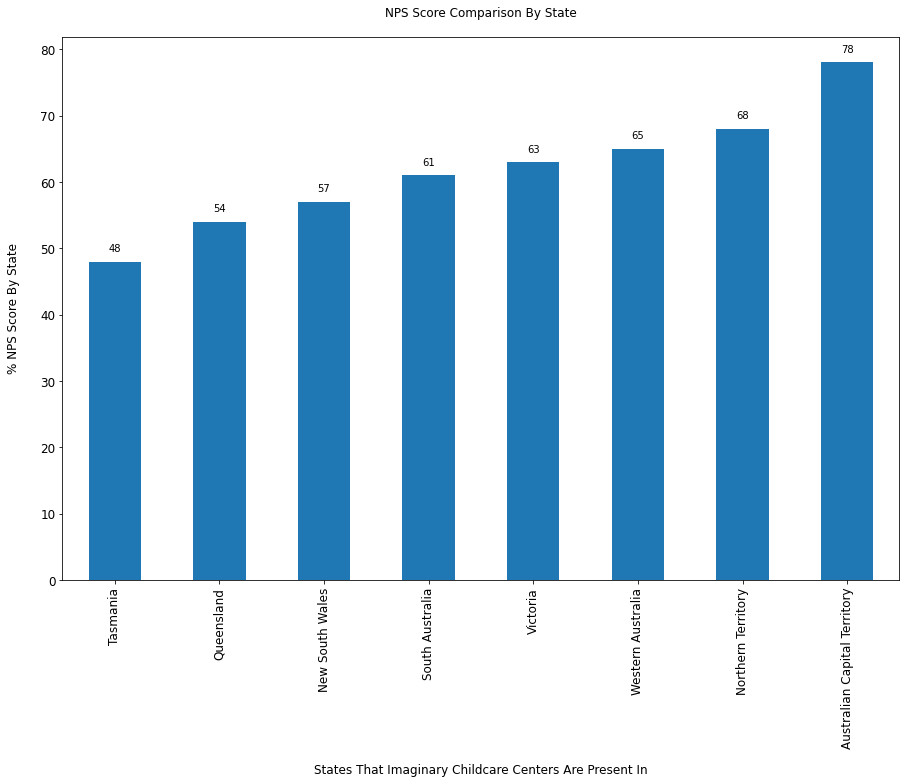 NPS Score Comparison By State
% NPS Score By State
80
70
60
50
40
30
20
10
0
48
54
57
61
63
65
68
78
Tasmania
Queensland
New South Wales
South Australia
Victoria
Western Australia
Northern Territory
Australian Capital Territory
States That Imaginary Childcare Centers Are Present In